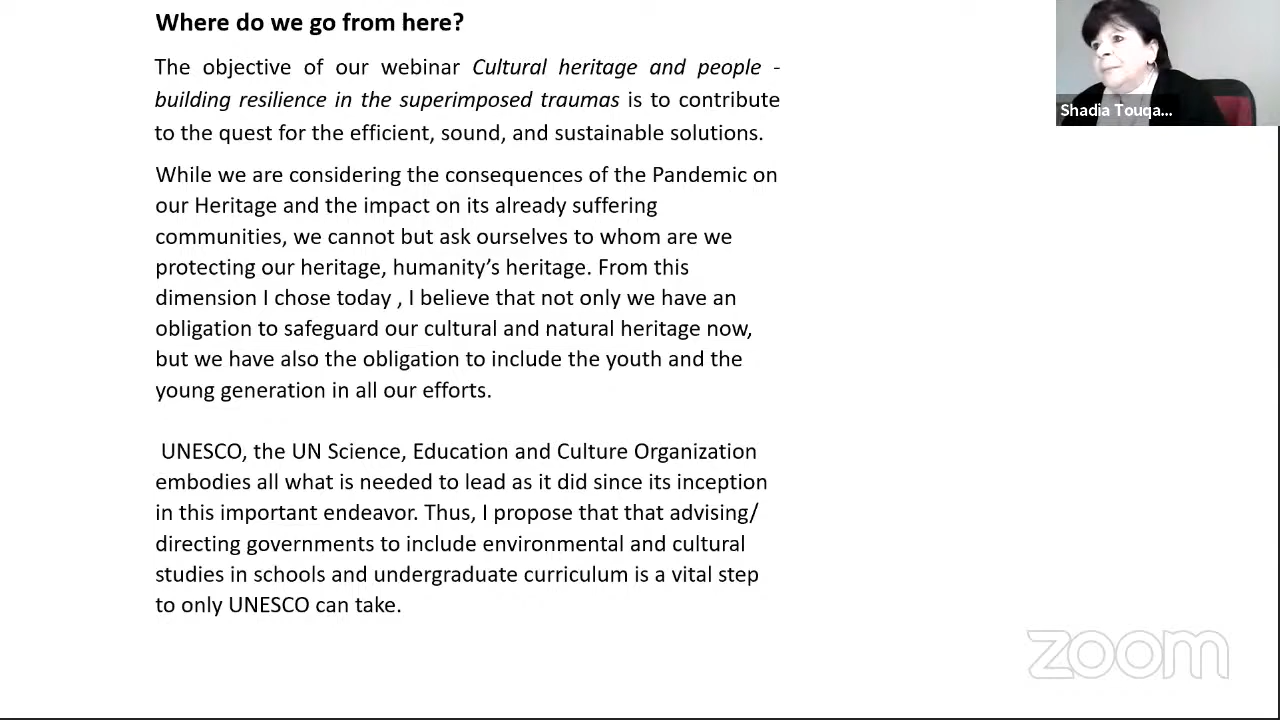 Where do we go from here?
The objective of our webinar Cultural heritage and people -
building resilience in the superimposed traumas is to contribute
to the quest for the efficient, sound, and sustainable solutions.
While we are considering the consequences of the Pandemic on
our Heritage and the impact on its already suffering
communities, we cannot but ask ourselves to whom are we
protecting our heritage, humanity’s heritage. From this
dimension I chose today , I believe that not only we have an
obligation to safeguard our cultural and natural heritage now,
but we have also the obligation to include the youth and the
young generation in all our efforts.
UNESCO, the UN Science, Education and Culture Organization
embodies all what is needed to lead as it did since its inception
in this important endeavor. Thus, I propose that that advising/
directing governments to include environmental and cultural
studies in schools and undergraduate curriculum is a vital step
to only UNESCO can take.
Shadia Touqa...
zoom